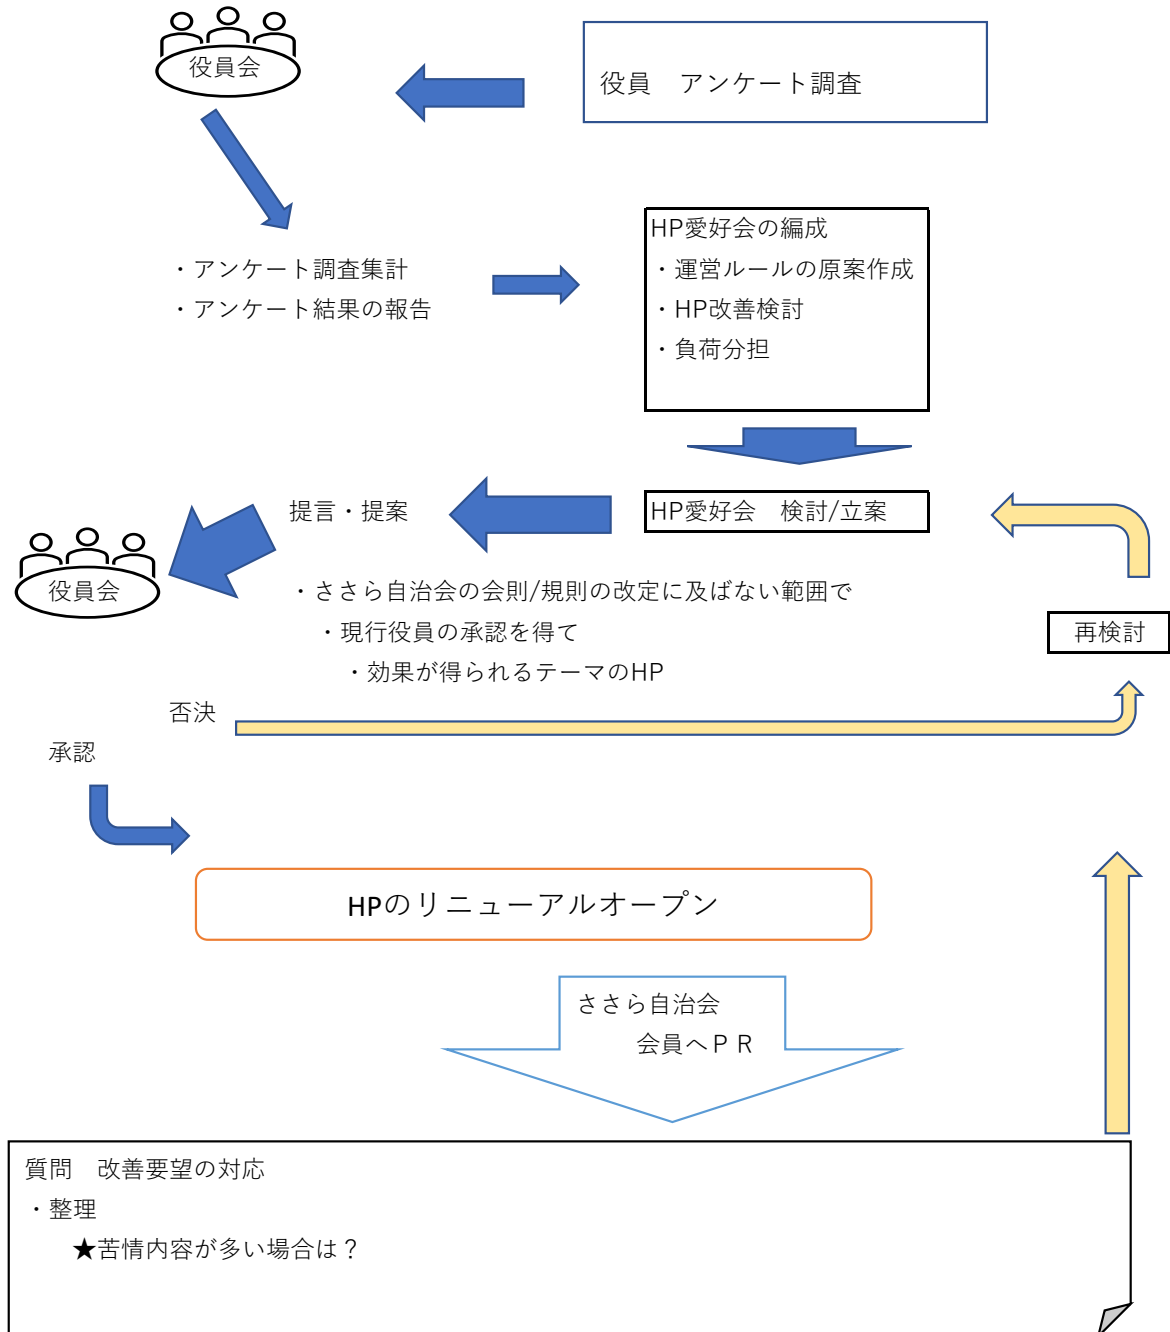 役員会
役員　アンケート調査
・アンケート調査集計
・アンケート結果の報告
HP愛好会の編成
・運営ルールの原案作成
・HP改善検討
・負荷分担
提言・提案
HP愛好会　検討/立案
役員会
・ささら自治会の会則/規則の改定に及ばない範囲で
・現行役員の承認を得て
・効果が得られるテーマのHP
再検討
否決
承認
HPのリニューアルオープン
ささら自治会
会員へＰＲ
質問　改善要望の対応
・整理
★苦情内容が多い場合は？